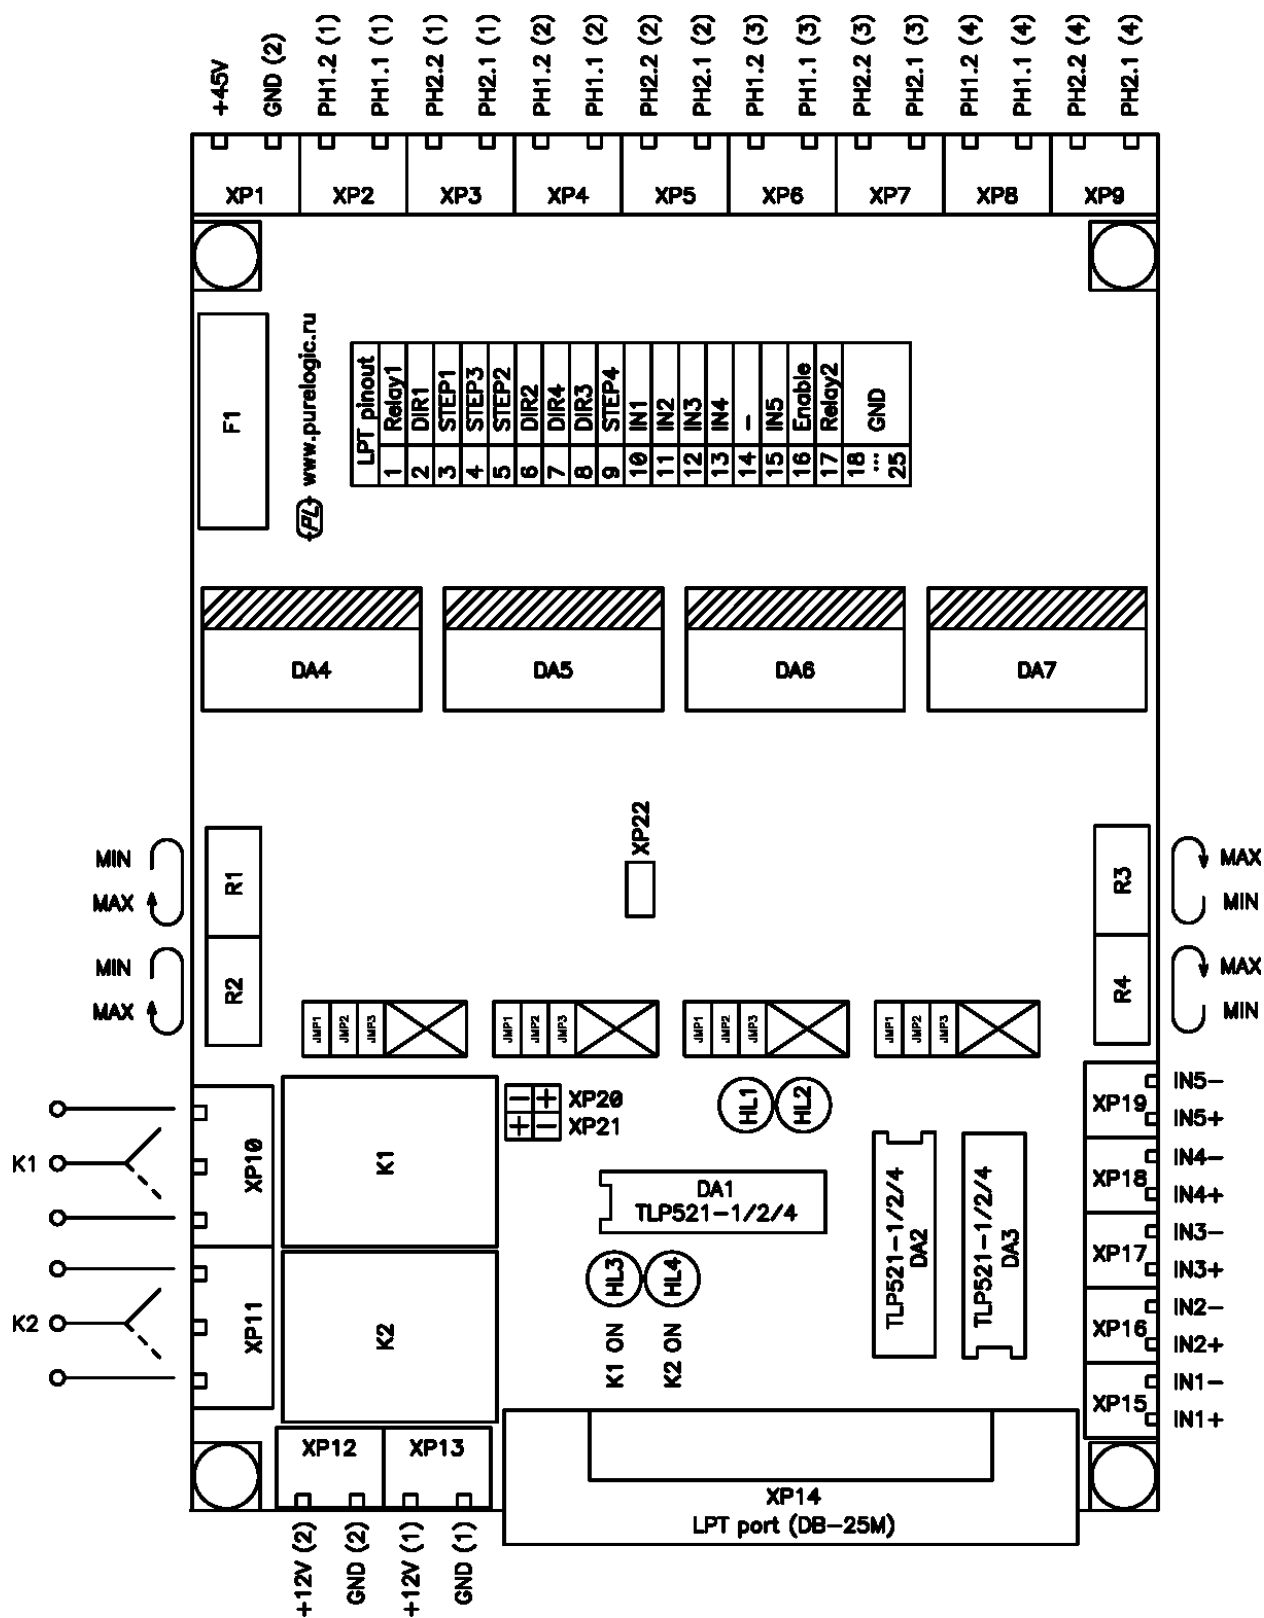 +45V
GND (2)
PH1.2 (1)
PH1.1 (1)
PH2.2 (1)
PH2.1 (1)
PH1.2 (2)
PH1.1 (2)
PH2.2 (2)
PH2.1 (2)
PH1.2 (3)
PH1.1 (3)
PH2.2 (3)
PH2.1 (3)
PH1.2 (4)
PH1.1 (4)
PH2.2 (4)
PH2.1 (4)
XP1
XP2
XP3
XP4
XP5
XP6
XP7
XP8
XP9
F1
PL www.purelogic.ru
LPT pinout
1 Relay1
2 DIR1
3 STEP1
4 STEP3
5 STEP2
6 DIR2
7 DIR4
8 DIR3
9 STEP4
10 IN1
11 IN2
12 IN3
13 IN4
14 -
15 IN5
16 Enable
17 Relay2
18 ... 25 GND
DA4
DA5
DA6
DA7
MIN
MAX
R1
XP22
R3
MAX
MIN
MIN
MAX
R2
R4
MAX
MIN
JMP1
JMP2
JMP3
JMP1
JMP2
JMP3
JMP1
JMP2
JMP3
JMP1
JMP2
JMP3
K1
XP10
K1
- + XP20
+ - XP21
HL1
HL2
DA1
TLP521-1/2/4
TLP521-1/2/4
DA2
TLP521-1/2/4
DA3
XP19
IN5-
IN5+
XP18
IN4-
IN4+
XP17
IN3-
IN3+
XP16
IN2-
IN2+
XP15
IN1-
IN1+
K2
XP11
K2
HL3
HL4
K1 ON
K2 ON
XP12
XP13
+12V (2)
GND (2)
+12V (1)
GND (1)
XP14
LPT port (DB-25M)